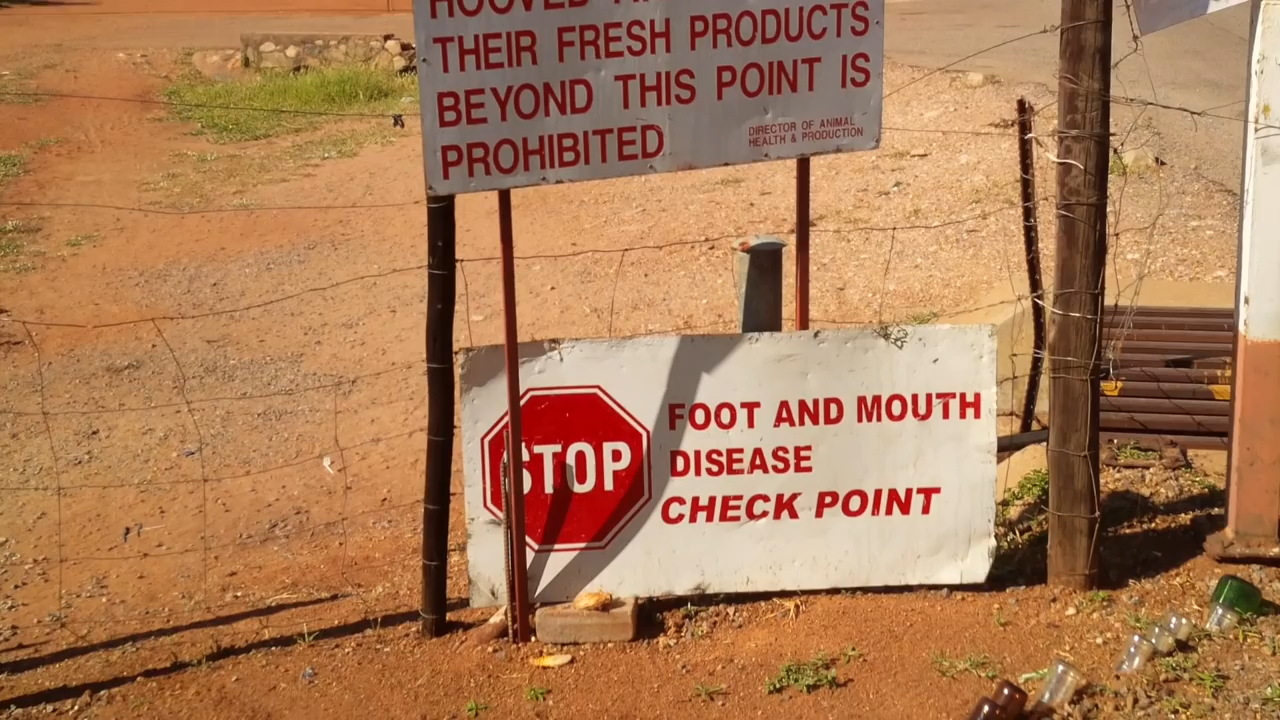 HOOVED
THEIR FRESH PRODUCTS
BEYOND THIS POINT IS
PROHIBITED
DIRECTOR OF ANIMAL
HEALTH & PRODUCTION
STOP
FOOT AND MOUTH
DISEASE
CHECK POINT